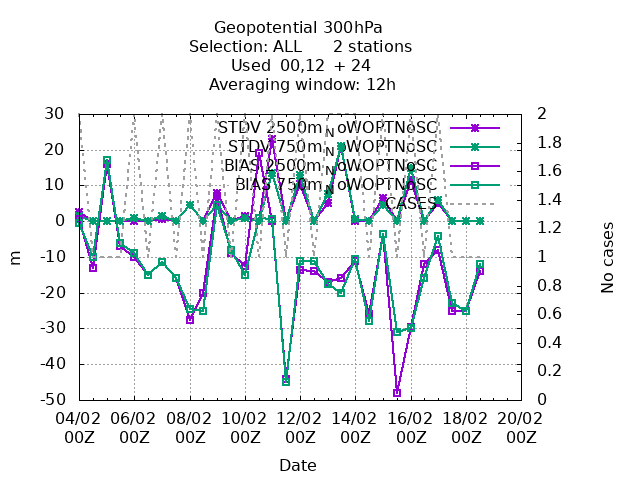 Geopotential 300hPa
Selection: ALL 2 stations
Used 00,12 + 24
Averaging window: 12h
STDV 2500m NoWOPTNoSC
STDV 750m NoWOPTNoSC
BIAS 2500m NoWOPTNoSC
BIAS 750m NoWOPTNoSC
CASES
30
20
10
0
-10
-20
-30
-40
-50
m
2
1.8
1.6
1.4
1.2
1
0.8
0.6
0.4
0.2
0
No cases
04/02 06/02 08/02 10/02 12/02 14/02 16/02 18/02 20/02
00Z 00Z 00Z 00Z 00Z 00Z 00Z 00Z 00Z
Date